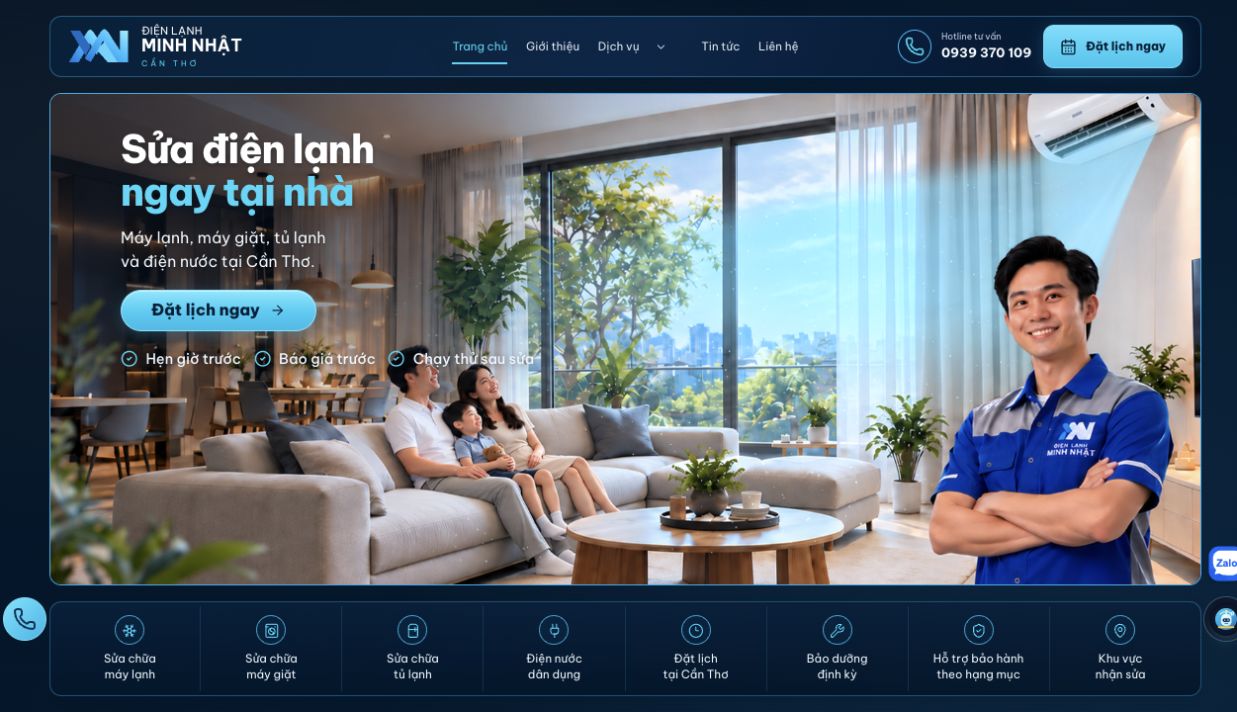 ĐIỆN LẠNH
MINH NHẬT
CẦN THƠ
Trang chủ
Giới thiệu
Dịch vụ
Tin tức
Liên hệ
Hotline tư vấn
0939 370 109
Đặt lịch ngay
Sửa điện lạnh
ngay tại nhà
Máy lạnh, máy giặt, tủ lạnh
và điện nước tại Cần Thơ.
Đặt lịch ngay
Hẹn giờ trước
Báo giá trước
Chạy thử sau sửa
ĐIỆN LẠNH
MINH NHẬT
Zalo
Sửa chữa
máy lạnh
Sửa chữa
máy giặt
Sửa chữa
tủ lạnh
Điện nước
dân dụng
Đặt lịch
tại Cần Thơ
Bảo dưỡng
định kỳ
Hỗ trợ bảo hành
theo hạng mục
Khu vực
nhận sửa